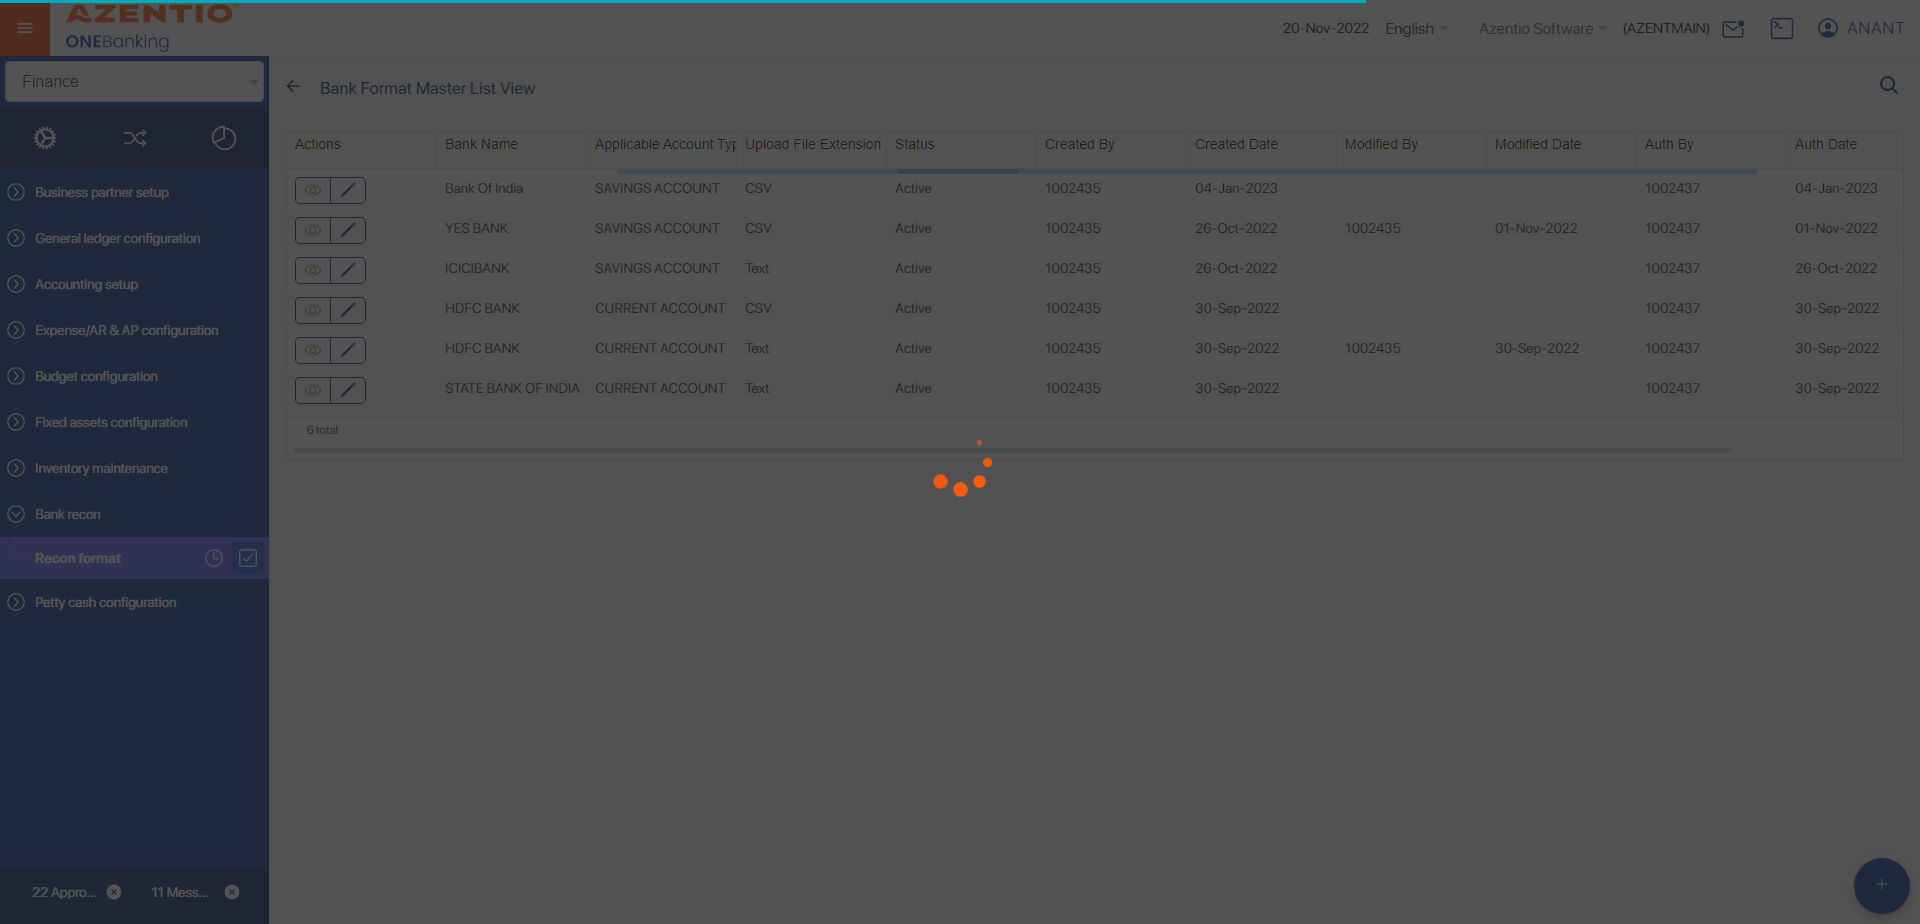 AZENTIO
ONEBanking
20-Nov-2022 English Azentio Software (AZENTMAIN) ANANT
Finance
Business partner setup
General ledger configuration
Accounting setup
Expense/AR & AP configuration
Budget configuration
Fixed assets configuration
Inventory maintenance
Bank recon
Recon format
Petty cash configuration
22 Appro... 11 Mess...
Bank Format Master List View
Actions Bank Name Applicable Account Typ Upload File Extension Status Created By Created Date Modified By Modified Date Auth By Auth Date
Bank Of India SAVINGS ACCOUNT CSV Active 1002435 04-Jan-2023 1002437 04-Jan-2023
YES BANK SAVINGS ACCOUNT CSV Active 1002435 26-Oct-2022 1002435 01-Nov-2022 1002437 01-Nov-2022
ICICIBANK SAVINGS ACCOUNT Text Active 1002435 26-Oct-2022 1002437 26-Oct-2022
HDFC BANK CURRENT ACCOUNT CSV Active 1002435 30-Sep-2022 1002437 30-Sep-2022
HDFC BANK CURRENT ACCOUNT Text Active 1002435 30-Sep-2022 1002435 30-Sep-2022 1002437 30-Sep-2022
STATE BANK OF INDIA CURRENT ACCOUNT Text Active 1002435 30-Sep-2022 1002437 30-Sep-2022
6 total